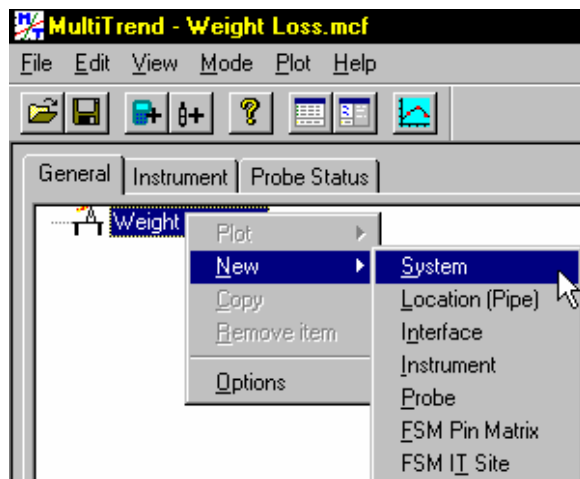 MultiTrend - Weight Loss.mcf
File Edit View Mode Plot Help
General Instrument Probe Status
Weight
Plot
New
Copy
Remove item
Options
System
Location (Pipe)
Interface
Instrument
Probe
FSM Pin Matrix
FSM IT Site